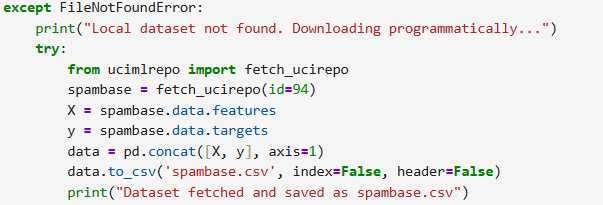 except FileNotFoundError:
    print("Local dataset not found. Downloading programmatically...")
    try:
        from ucimlrepo import fetch_ucirepo
        spambase = fetch_ucirepo(id=94)
        X = spambase.data.features
        y = spambase.data.targets
        data = pd.concat([X, y], axis=1)
        data.to_csv('spambase.csv', index=False, header=False)
        print("Dataset fetched and saved as spambase.csv")